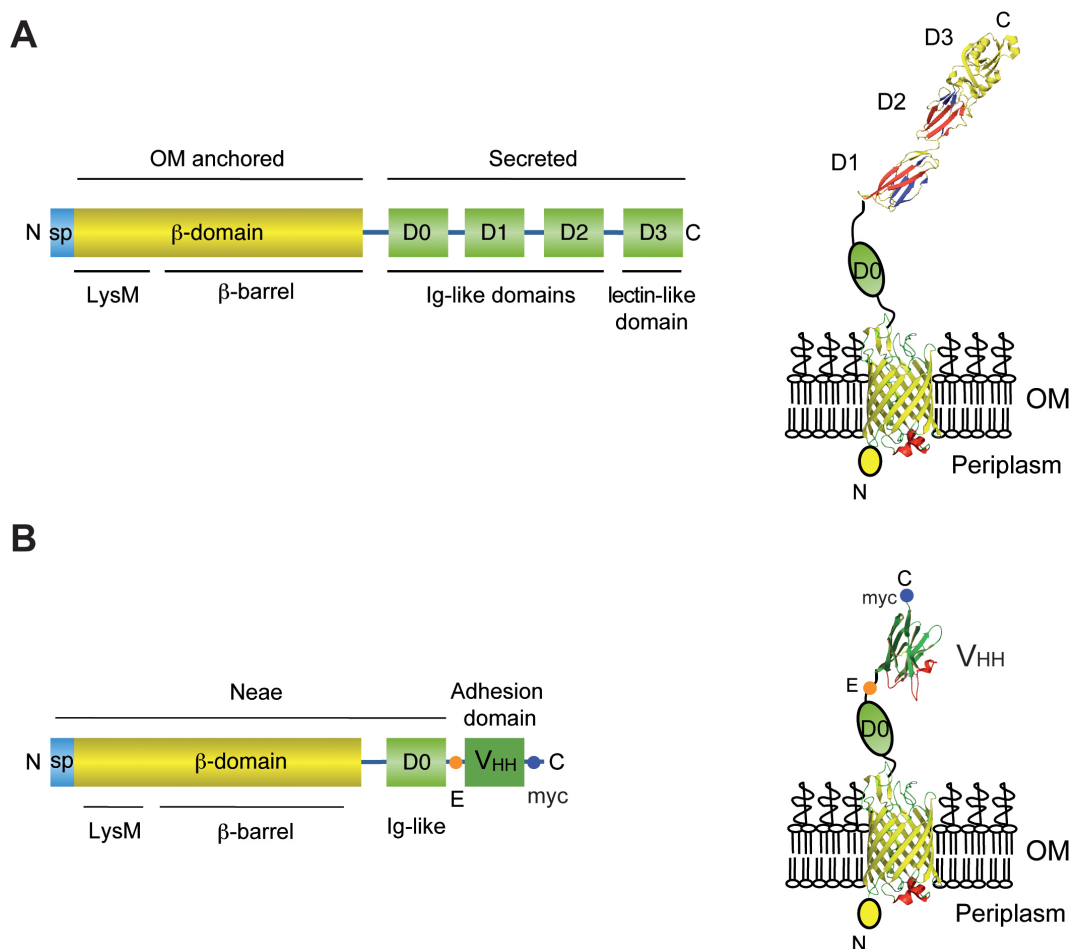 A
OM anchored
Secreted
N
sp
β-domain
D0
D1
D2
D3
C
LysM
β-barrel
Ig-like domains
lectin-like
domain
C
D3
D2
D1
D0
OM
Periplasm
N
B
Neae
Adhesion
domain
N
sp
β-domain
D0
VHH
C
E
myc
LysM
β-barrel
Ig-like
C
myc
VHH
E
D0
OM
Periplasm
N